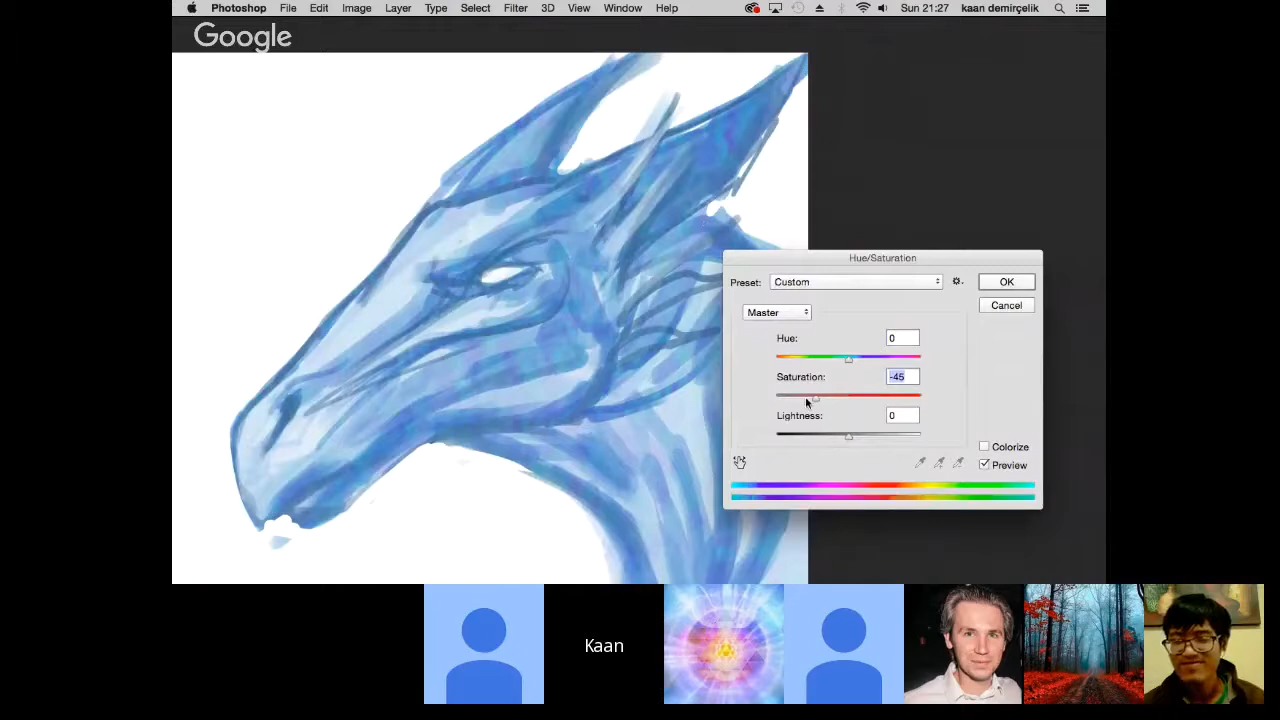 Photoshop File Edit Image Layer Type Select Filter 3D View Window Help Sun 21:27 kaan demirçelik
Google
Hue/Saturation
Preset: Custom OK
Cancel
Master
Hue: 0
Saturation: -45
Lightness: 0
Colorize
Preview
Kaan